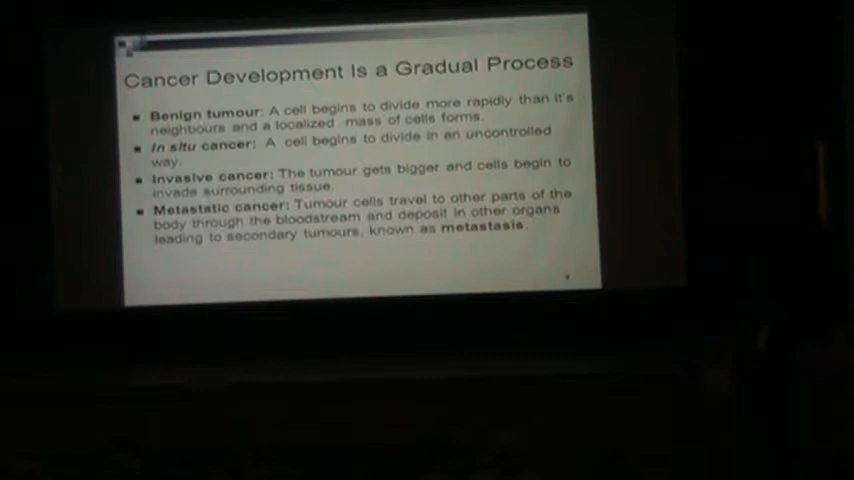 Cancer Development Is a Gradual Process
Benign tumour: A cell begins to divide more rapidly than it's
neighbours and a localized mass of cells forms.
In situ cancer: A cell begins to divide in an uncontrolled
way.
Invasive cancer: The tumour gets bigger and cells begin to
invade surrounding tissue.
Metastatic cancer: Tumour cells travel to other parts of the
body through the bloodstream and deposit in other organs
leading to secondary tumours, known as metastasis.